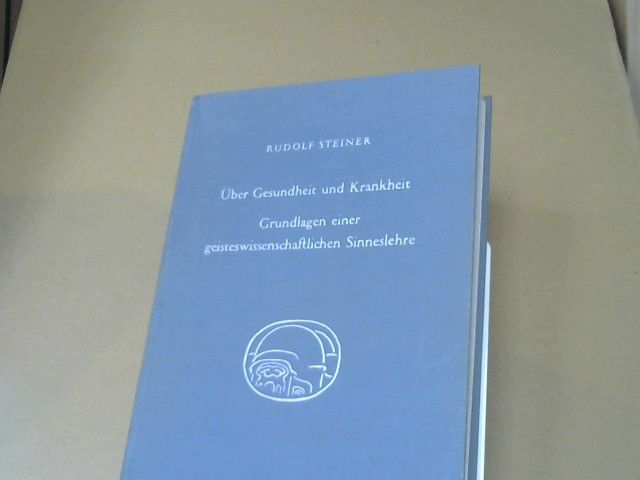 RUDOLF STEINER
Über Gesundheit und Krankheit
Grundlagen einer
geisteswissenschaftlichen Sinneslehre